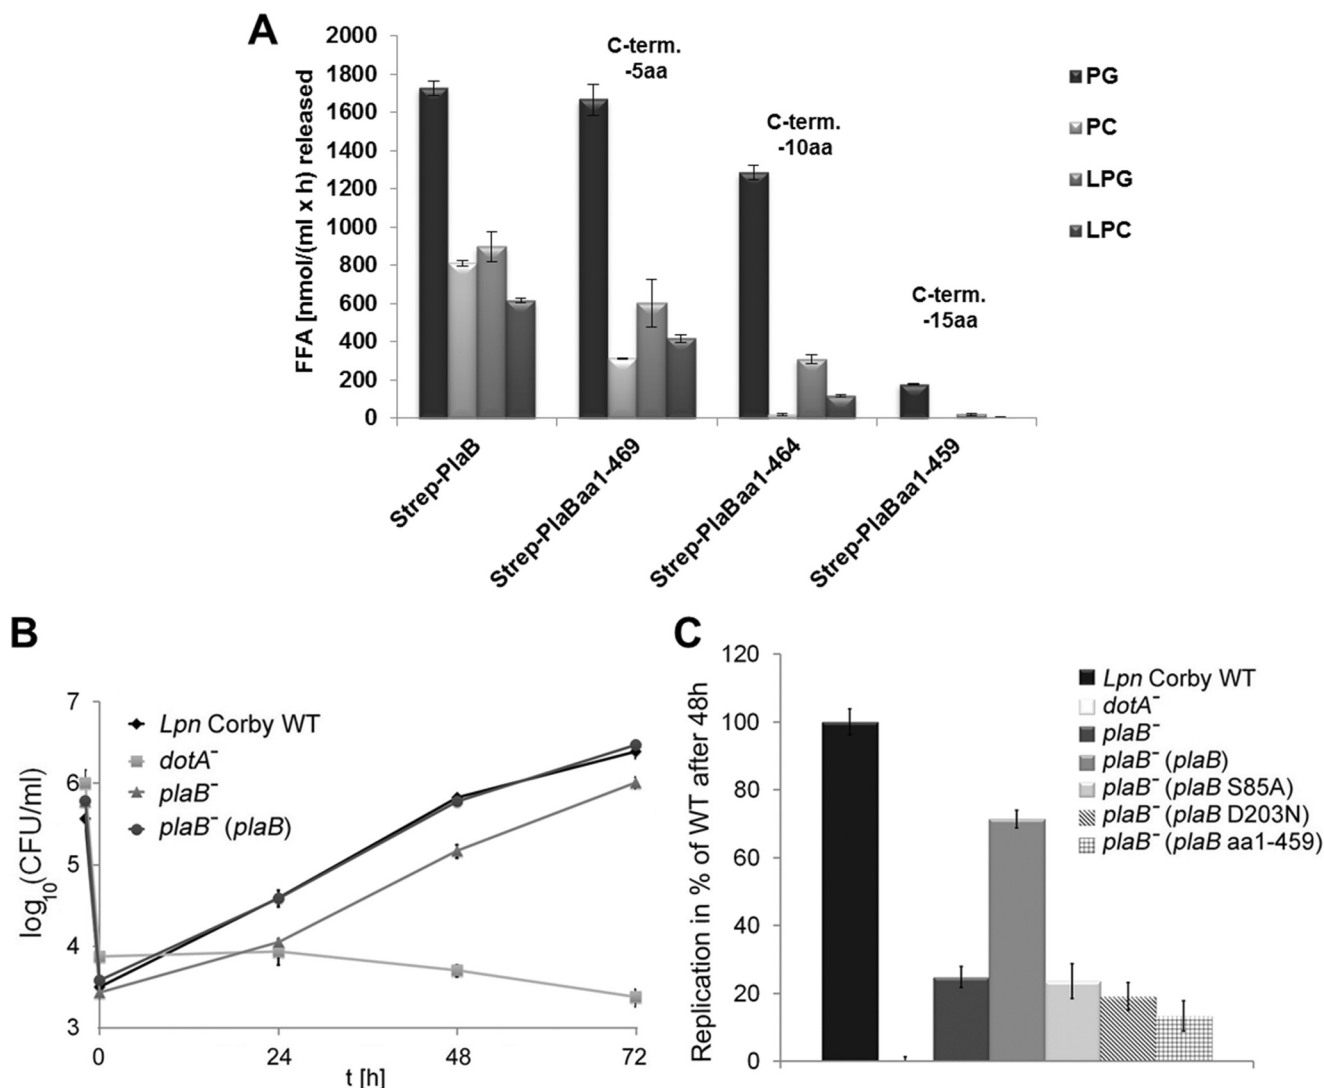 A
FFA [nmol/(ml x h) released
2000
1800
1600
1400
1200
1000
800
600
400
200
0
C-term.
-5aa
C-term.
-10aa
C-term.
-15aa
PG
PC
LPG
LPC
Strep-PlaB
Strep-PlaBaa1-469
Strep-PlaBaa1-464
Strep-PlaBaa1-459
B
log10(CFU/ml)
7
6
5
4
3
Lpn Corby WT
dotA⁻
plaB⁻
plaB⁻ (plaB)
0
24
48
72
t [h]
C
Replication in % of WT after 48h
120
100
80
60
40
20
0
Lpn Corby WT
dotA⁻
plaB⁻
plaB⁻ (plaB)
plaB⁻ (plaB S85A)
plaB⁻ (plaB D203N)
plaB⁻ (plaB aa1-459)